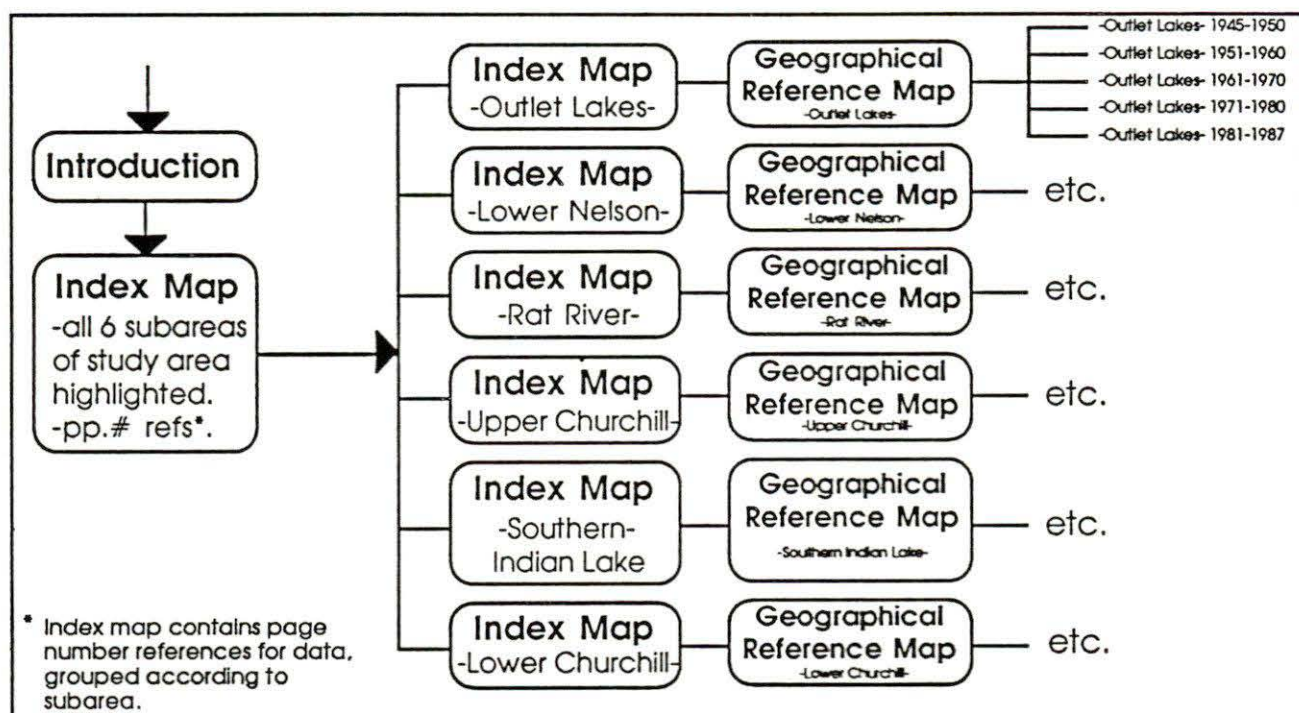 Introduction
Index Map
-all 6 subareas
of study area
highlighted.
-pp.# refs*.
* Index map contains page
number references for data,
grouped according to
subarea.
Index Map
-Outlet Lakes-
Geographical
Reference Map
-Outlet Lakes-
-Outlet Lakes- 1945-1950
-Outlet Lakes- 1951-1960
-Outlet Lakes- 1961-1970
-Outlet Lakes- 1971-1980
-Outlet Lakes- 1981-1987
Index Map
-Lower Nelson-
Geographical
Reference Map
-Lower Nelson-
etc.
Index Map
-Rat River-
Geographical
Reference Map
-Rat River-
etc.
Index Map
-Upper Churchill-
Geographical
Reference Map
-Upper Churchill-
etc.
Index Map
-Southern-
Indian Lake
Geographical
Reference Map
-Southern Indian Lake-
etc.
Index Map
-Lower Churchill-
Geographical
Reference Map
-Lower Churchill-
etc.